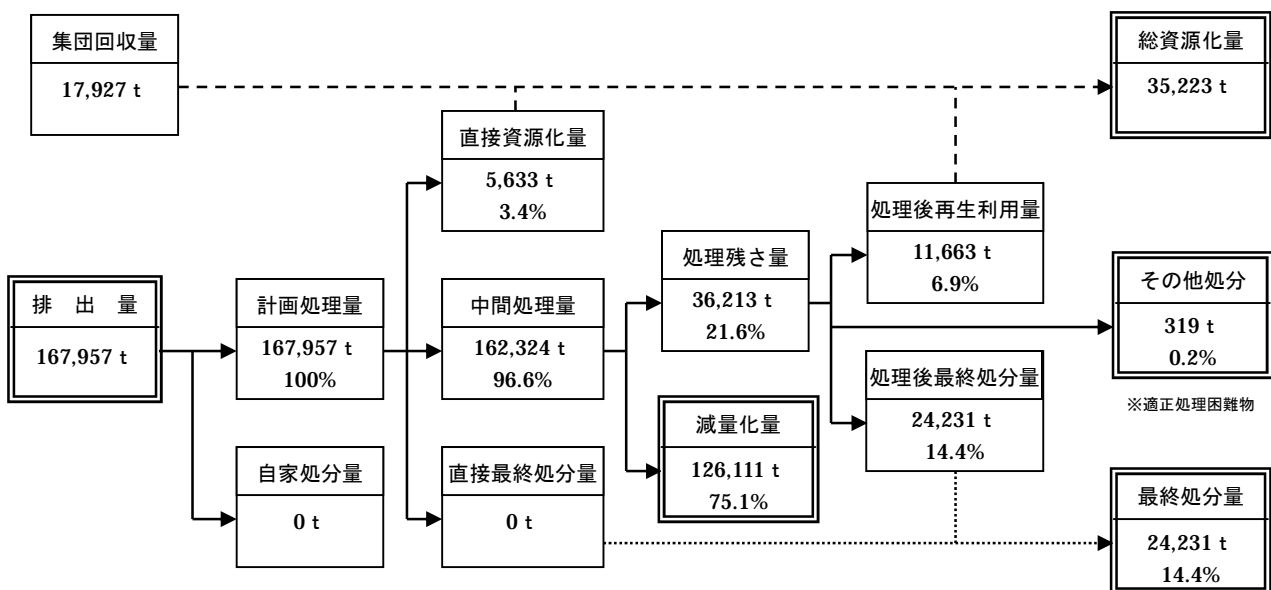 集団回収量
17,927 t
総資源化量
35,223 t
直接資源化量
5,633 t
3.4%
処理後再生利用量
11,663 t
6.9%
処理残さ量
36,213 t
21.6%
その他処分
319 t
0.2%
※適正処理困難物
排 出 量
167,957 t
計画処理量
167,957 t
100%
中間処理量
162,324 t
96.6%
処理後最終処分量
24,231 t
14.4%
減量化量
126,111 t
75.1%
自家処分量
0 t
直接最終処分量
0 t
最終処分量
24,231 t
14.4%